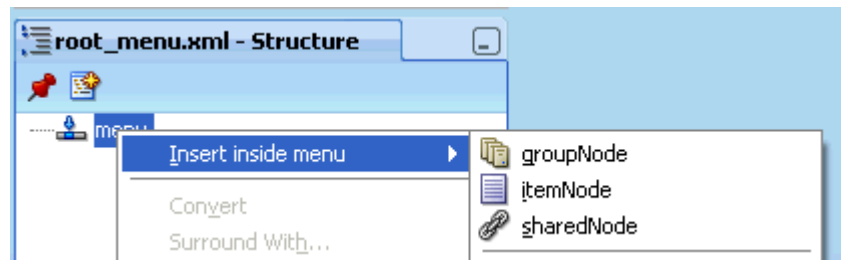 root_menu.xml - Structure
menu
Insert inside menu
groupNode
itemNode
sharedNode
Convert
Surround With...